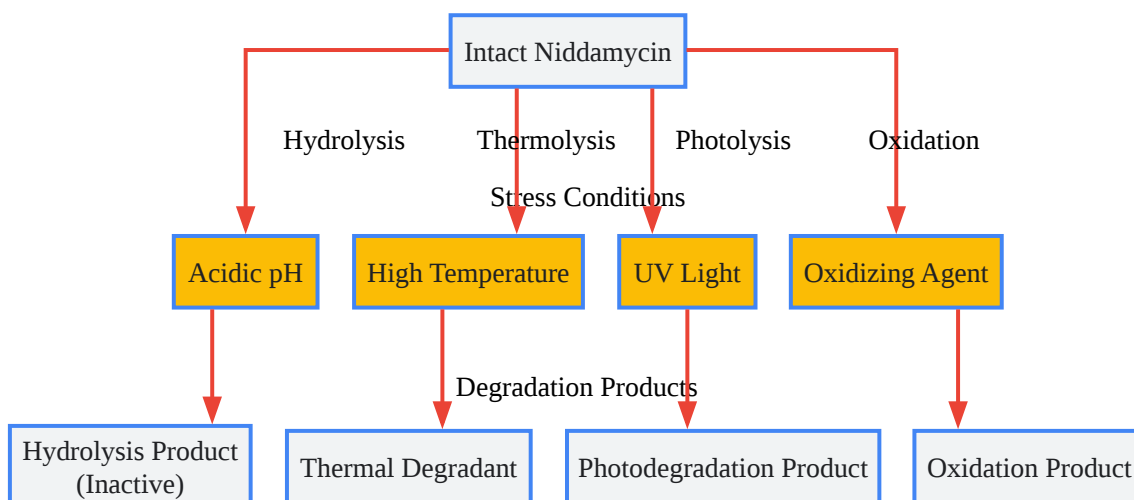 Intact Niddamycin
Hydrolysis
Thermolysis
Photolysis
Oxidation
Stress Conditions
Acidic pH
High Temperature
UV Light
Oxidizing Agent
Degradation Products
Hydrolysis Product
(Inactive)
Thermal Degradant
Photodegradation Product
Oxidation Product